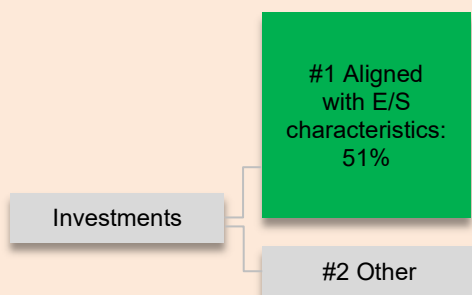 #1 Aligned
with E/S
characteristics:
51%
Investments
#2 Other